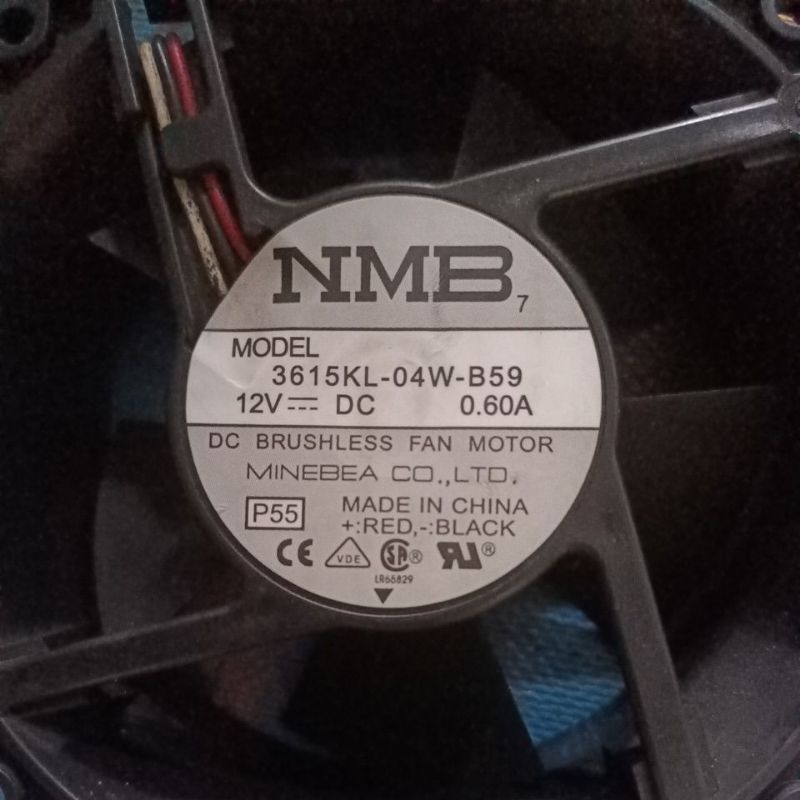 NMB
7
MODEL
3615KL-04W-B59
12V⎓ DC 0.60A
DC BRUSHLESS FAN MOTOR
MINEBEA CO.,LTD.
P55
MADE IN CHINA
+:RED,-:BLACK
CE VDE SA® RU®
LR65829